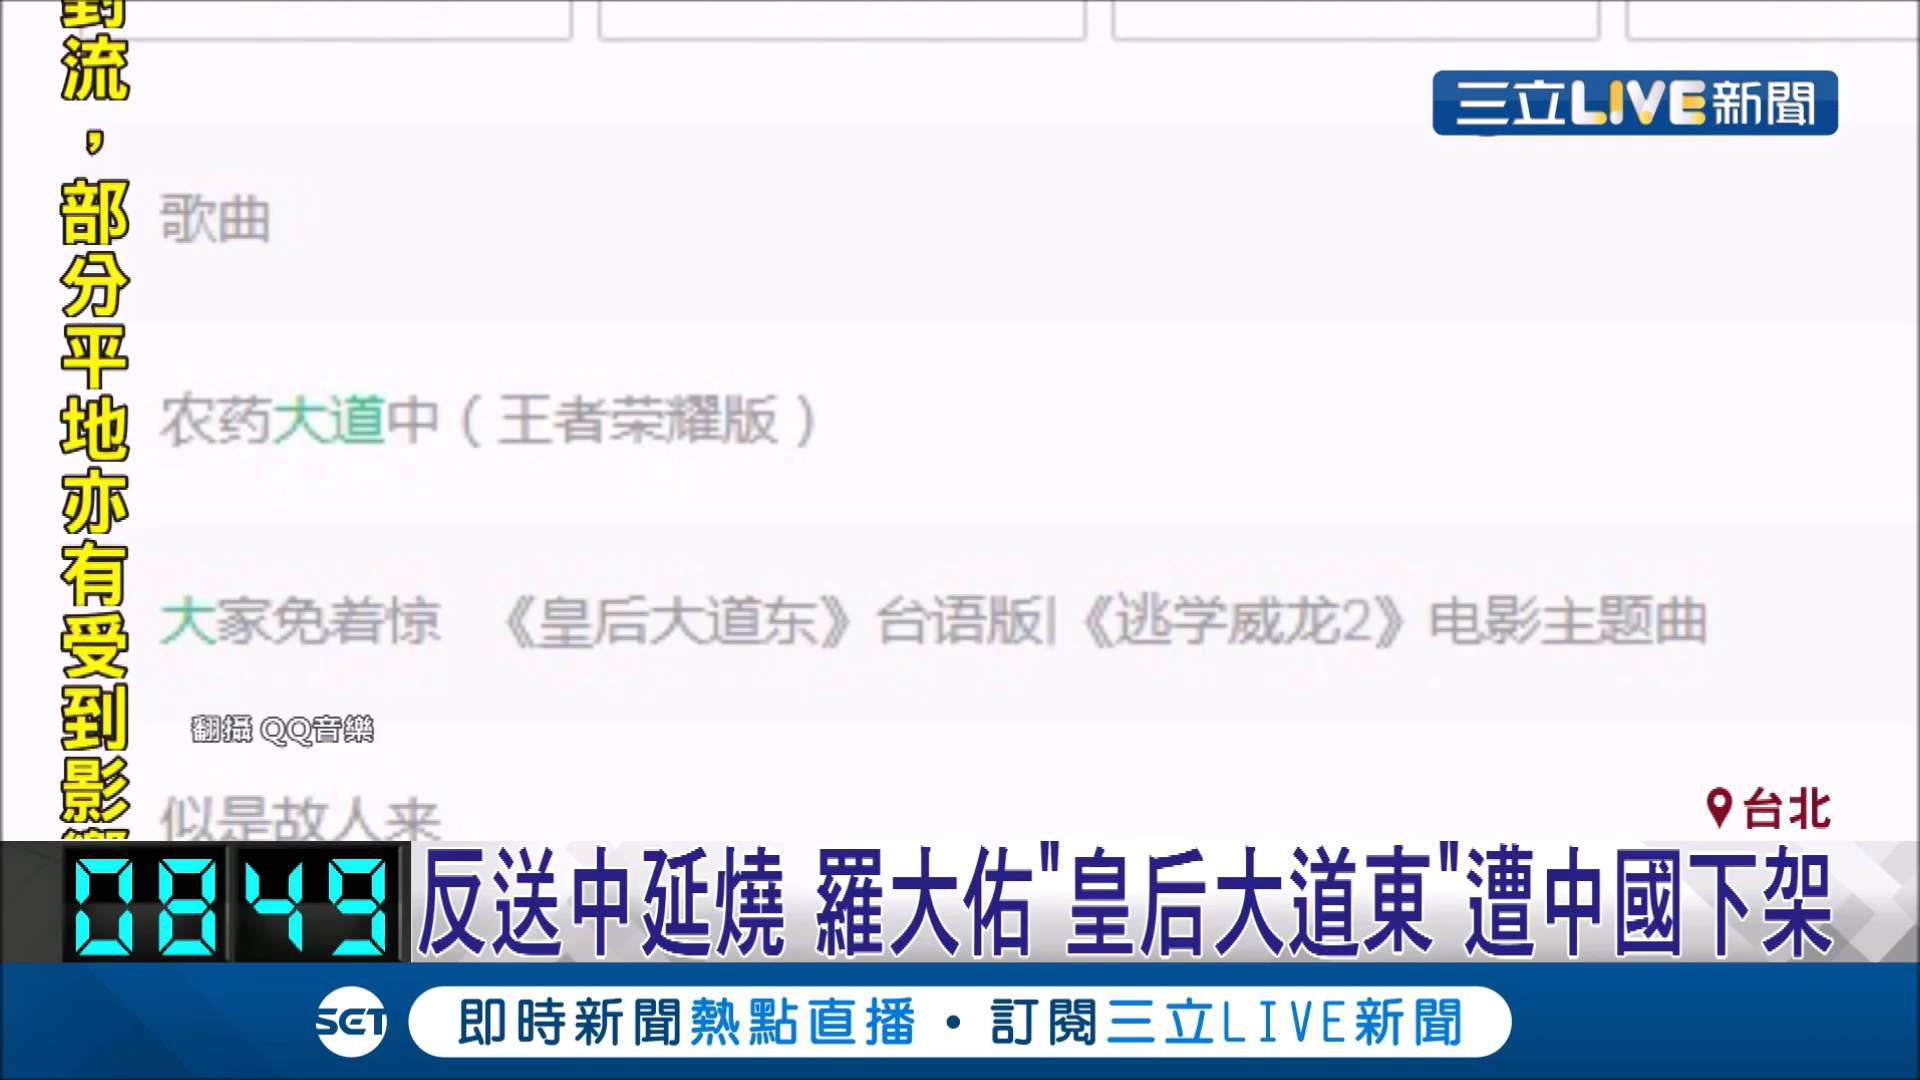 三立LIVE新聞
流，部分平地亦有受到影
歌曲
农药大道中（王者荣耀版）
大家免着惊 《皇后大道东》台语版|《逃学威龙2》电影主题曲
翻攝 QQ音樂
似是故人来
台北
08 49
反送中延燒 羅大佑"皇后大道東"遭中國下架
SET 即時新聞熱點直播・訂閱三立LIVE新聞